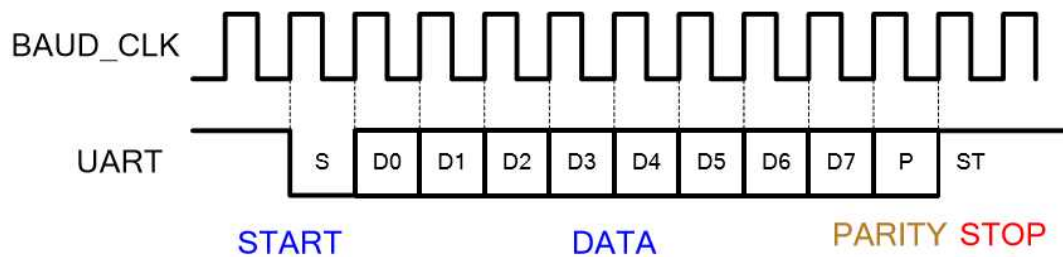 BAUD_CLK
UART S D0 D1 D2 D3 D4 D5 D6 D7 P ST
START DATA PARITY STOP